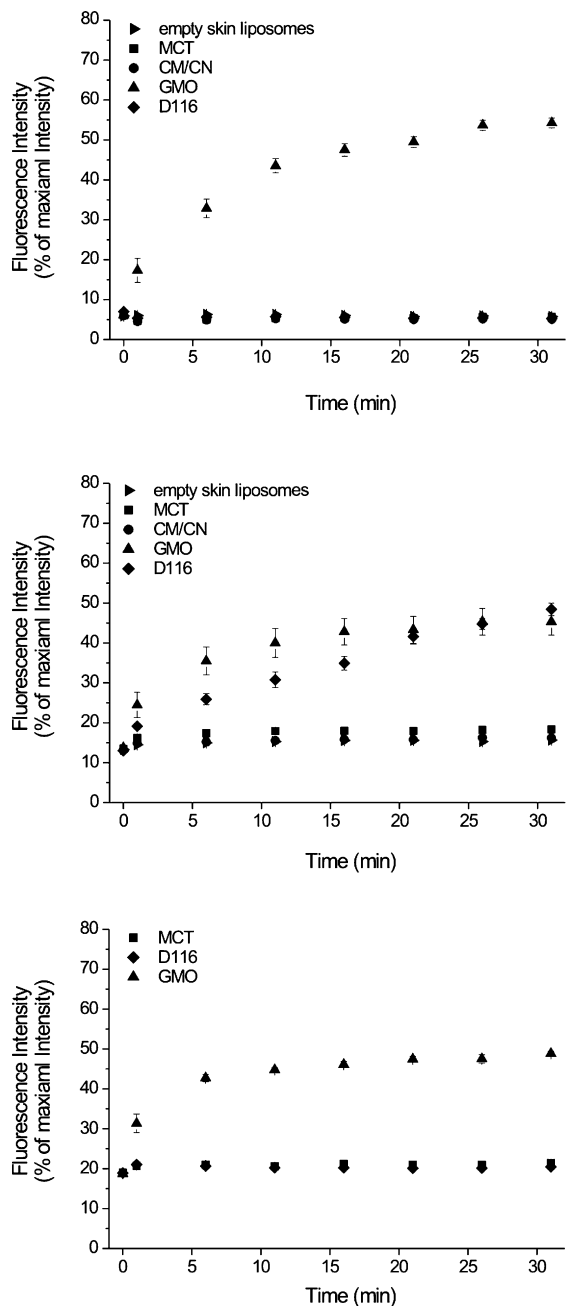 empty skin liposomes
MCT
CM/CN
GMO
D116
80
70
60
50
40
30
20
10
0
Fluorescence Intensity
(% of maxiaml Intensity)
0 5 10 15 20 25 30
Time (min)
empty skin liposomes
MCT
CM/CN
GMO
D116
80
70
60
50
40
30
20
10
0
Fluorescence Intensity
(% of maxiaml Intensity)
0 5 10 15 20 25 30
Time (min)
MCT
D116
GMO
80
70
60
50
40
30
20
10
0
Fluorescence Intensity
(% of maxiaml Intensity)
0 5 10 15 20 25 30
Time (min)